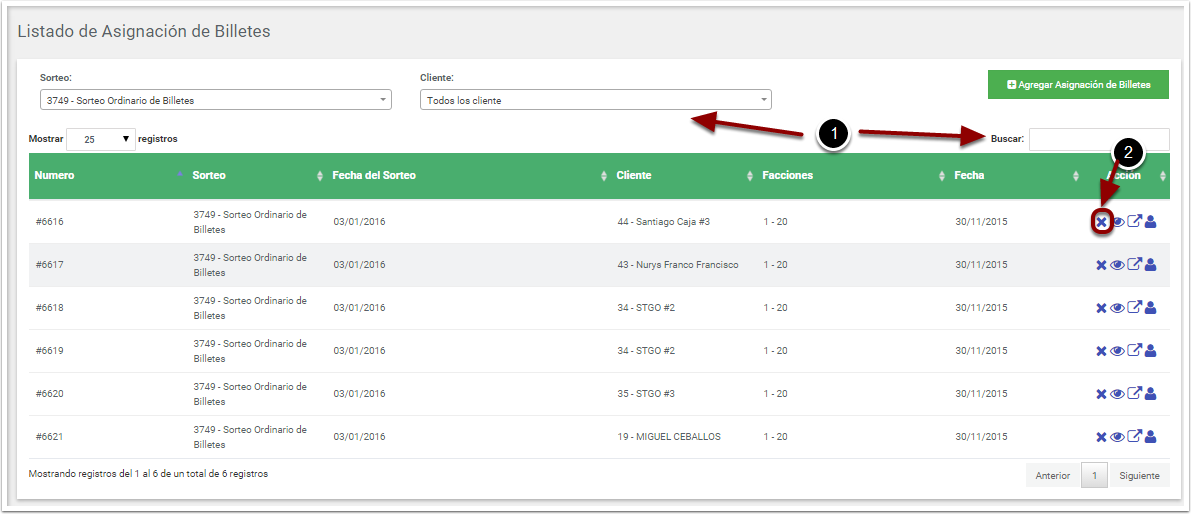 Listado de Asignación de Billetes
Sorteo:
Cliente:
3749 - Sorteo Ordinario de Billetes
Todos los cliente
Agregar Asignación de Billetes
Mostrar 25 registros
1
Buscar:
2
Numero Sorteo Fecha del Sorteo Cliente Facciones Fecha Acción
#6616 3749 - Sorteo Ordinario de Billetes 03/01/2016 44 - Santiago Caja #3 1 - 20 30/11/2015
#6617 3749 - Sorteo Ordinario de Billetes 03/01/2016 43 - Nurys Franco Francisco 1 - 20 30/11/2015
#6618 3749 - Sorteo Ordinario de Billetes 03/01/2016 34 - STGO #2 1 - 20 30/11/2015
#6619 3749 - Sorteo Ordinario de Billetes 03/01/2016 34 - STGO #2 1 - 20 30/11/2015
#6620 3749 - Sorteo Ordinario de Billetes 03/01/2016 35 - STGO #3 1 - 20 30/11/2015
#6621 3749 - Sorteo Ordinario de Billetes 03/01/2016 19 - MIGUEL CEBALLOS 1 - 20 30/11/2015
Mostrando registros del 1 al 6 de un total de 6 registros
Anterior 1 Siguiente